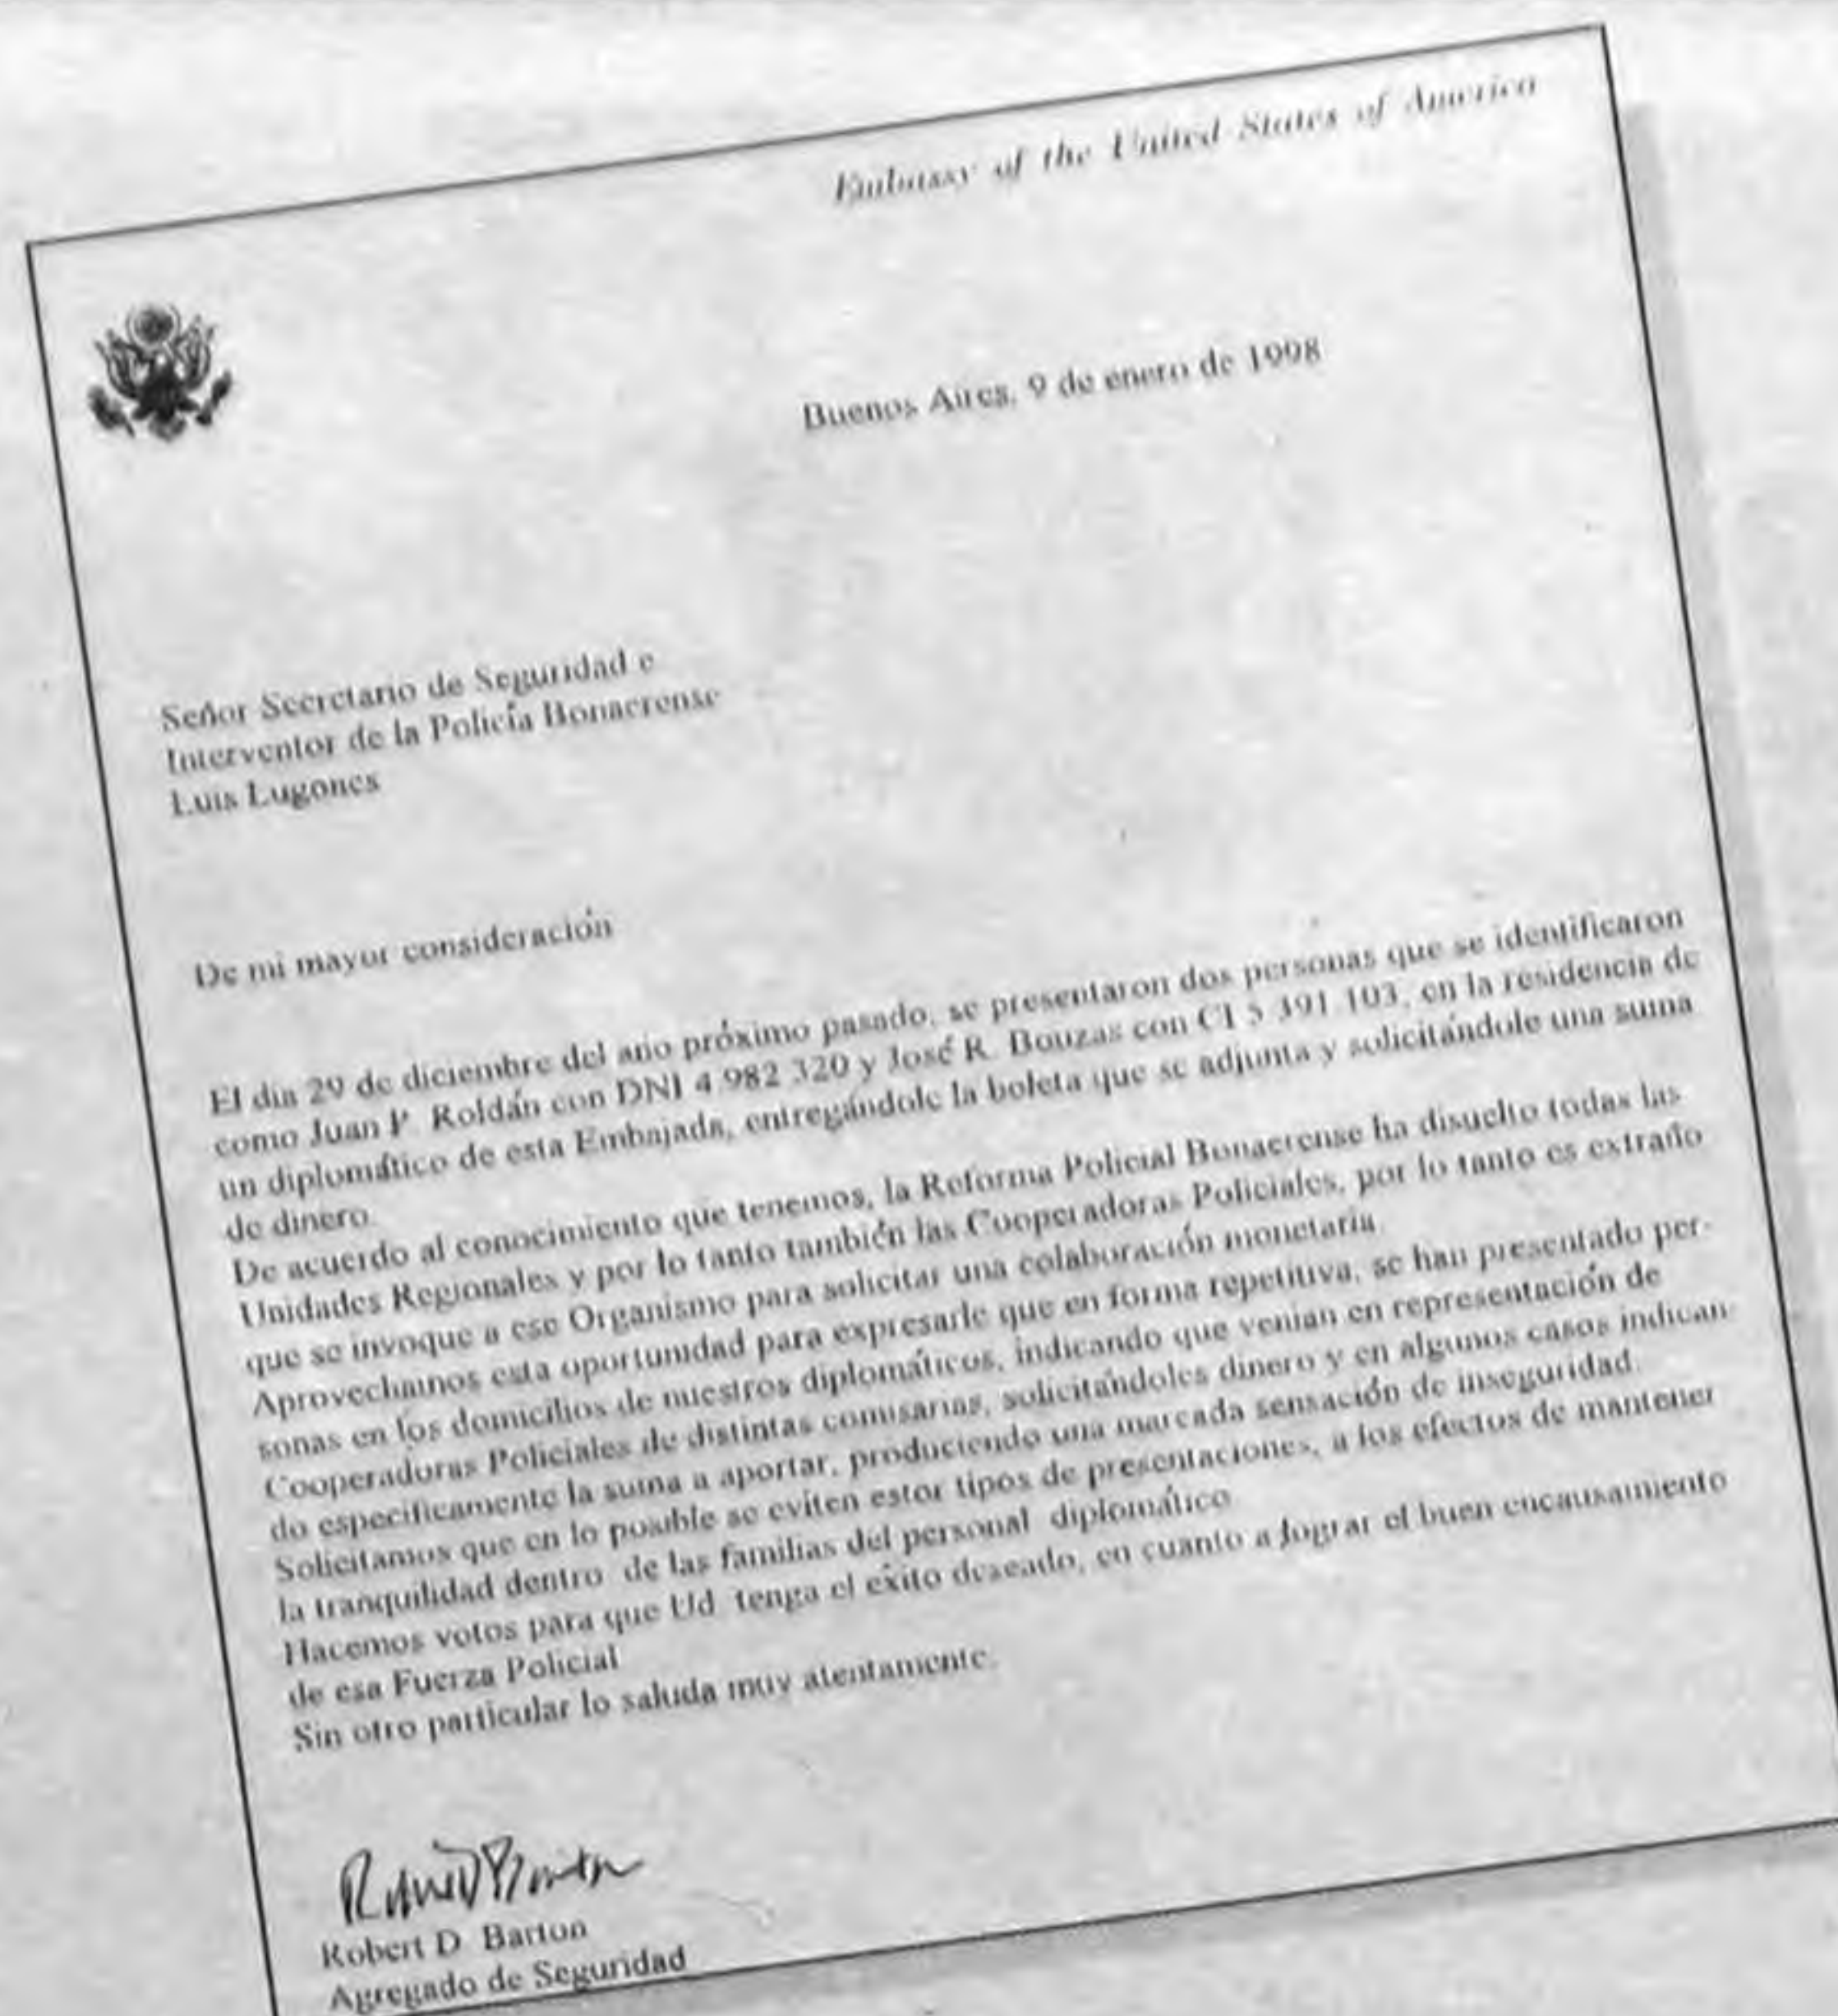 Embassy of the United States of America
Buenos Aires, 9 de enero de 1998
Señor Secretario de Seguridad e
Interventor de la Policía Bonaerense
Luis Lugones
De mi mayor consideración
El dia 29 de diciembre del año próximo pasado, se presentaron dos personas que se identificaron
como Juan P. Roldán con DNI 4 982 320 y José R. Bouzas con CI 5 391 103, en la residencia de
un diplomático de esta Embajada, entregándole la boleta que se adjunta y solicitándole una suma
de dinero.
De acuerdo al conocimiento que tenemos, la Reforma Policial Bonaerense ha disuelto todas las
Unidades Regionales y por lo tanto también las Cooperadoras Policiales, por lo tanto es extraño
que se invoque a ese Organismo para solicitar una colaboración monetaria.
Aprovechamos esta oportunidad para expresarle que en forma repetitiva, se han presentado per-
sonas en los domicilios de nuestros diplomáticos, indicando que venian en representación de
Cooperadoras Policiales de distintas comisarias, solicitándoles dinero y en algunos casos indican-
do especificamente la suma a aportar, produciendo una marcada sensación de inseguridad.
Solicitamos que en lo posible se eviten estor tipos de presentaciones, a los efectos de mantener
la tranquilidad dentro de las familias del personal diplomático
Hacemos votos para que Ud. tenga el éxito deseado, en cuanto a lograr el buen encausamiento
de esa Fuerza Policial
Sin otro particular lo saluda muy atentamente.
Robert D Barton
Agregado de Seguridad